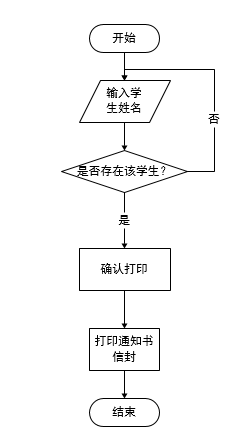 开始
输入学
生姓名
否
是否存在该学生？
是
确认打印
打印通知书
信封
结束